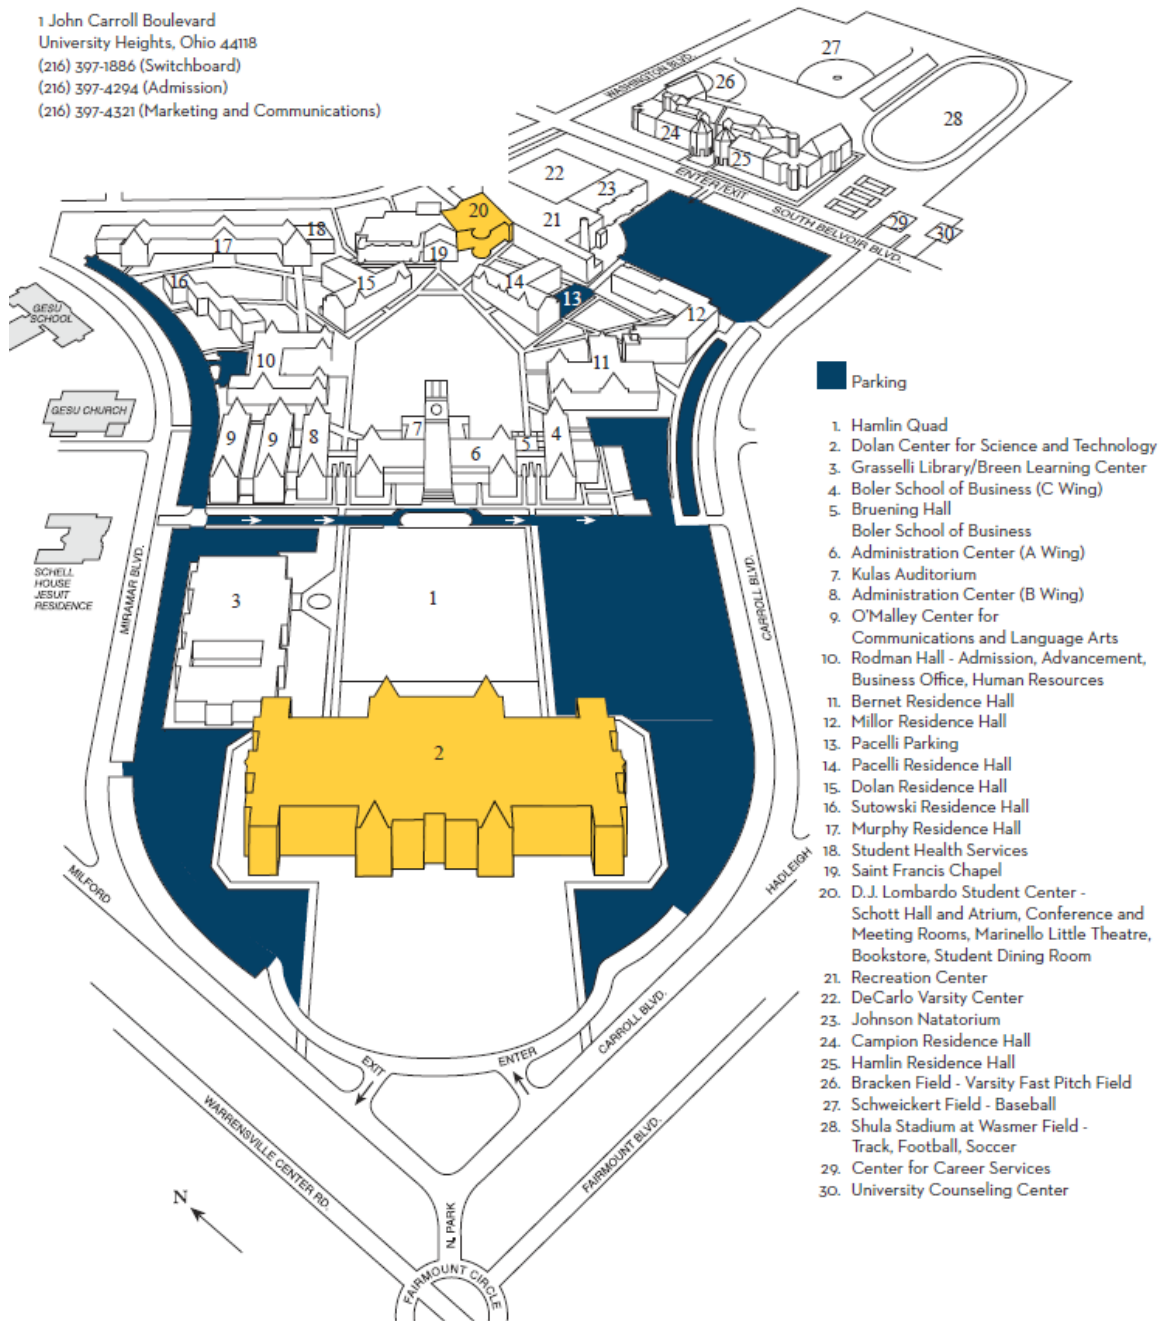 1 John Carroll Boulevard
University Heights, Ohio 44118
(216) 397-1886 (Switchboard)
(216) 397-4294 (Admission)
(216) 397-4321 (Marketing and Communications)
27
WASHINGTON BLVD.
26
28
24
25
22
ENTER/EXIT
23
SOUTH BELVOIR BLVD.
20
21
29
30
18
17
19
16
15
14
13
12
GESU
SCHOOL
10
11
GESU CHURCH
9
9
8
7
6
5
4
SCHELL
HOUSE
JESUIT
RESIDENCE
MIRAMAR BLVD.
CARROLL BLVD.
3
1
2
MILFORD
HADLEIGH
EXIT
ENTER
CARROLL BLVD.
WARRENSVILLE CENTER RD.
FAIRMOUNT BLVD.
N
N. PARK
FAIRMOUNT CIRCLE
Parking
1. Hamlin Quad
2. Dolan Center for Science and Technology
3. Grasselli Library/Breen Learning Center
4. Boler School of Business (C Wing)
5. Bruening Hall
Boler School of Business
6. Administration Center (A Wing)
7. Kulas Auditorium
8. Administration Center (B Wing)
9. O'Malley Center for
Communications and Language Arts
10. Rodman Hall - Admission, Advancement,
Business Office, Human Resources
11. Bernet Residence Hall
12. Millor Residence Hall
13. Pacelli Parking
14. Pacelli Residence Hall
15. Dolan Residence Hall
16. Sutowski Residence Hall
17. Murphy Residence Hall
18. Student Health Services
19. Saint Francis Chapel
20. D.J. Lombardo Student Center -
Schott Hall and Atrium, Conference and
Meeting Rooms, Marinello Little Theatre,
Bookstore, Student Dining Room
21. Recreation Center
22. DeCarlo Varsity Center
23. Johnson Natatorium
24. Campion Residence Hall
25. Hamlin Residence Hall
26. Bracken Field - Varsity Fast Pitch Field
27. Schweickert Field - Baseball
28. Shula Stadium at Wasmer Field -
Track, Football, Soccer
29. Center for Career Services
30. University Counseling Center